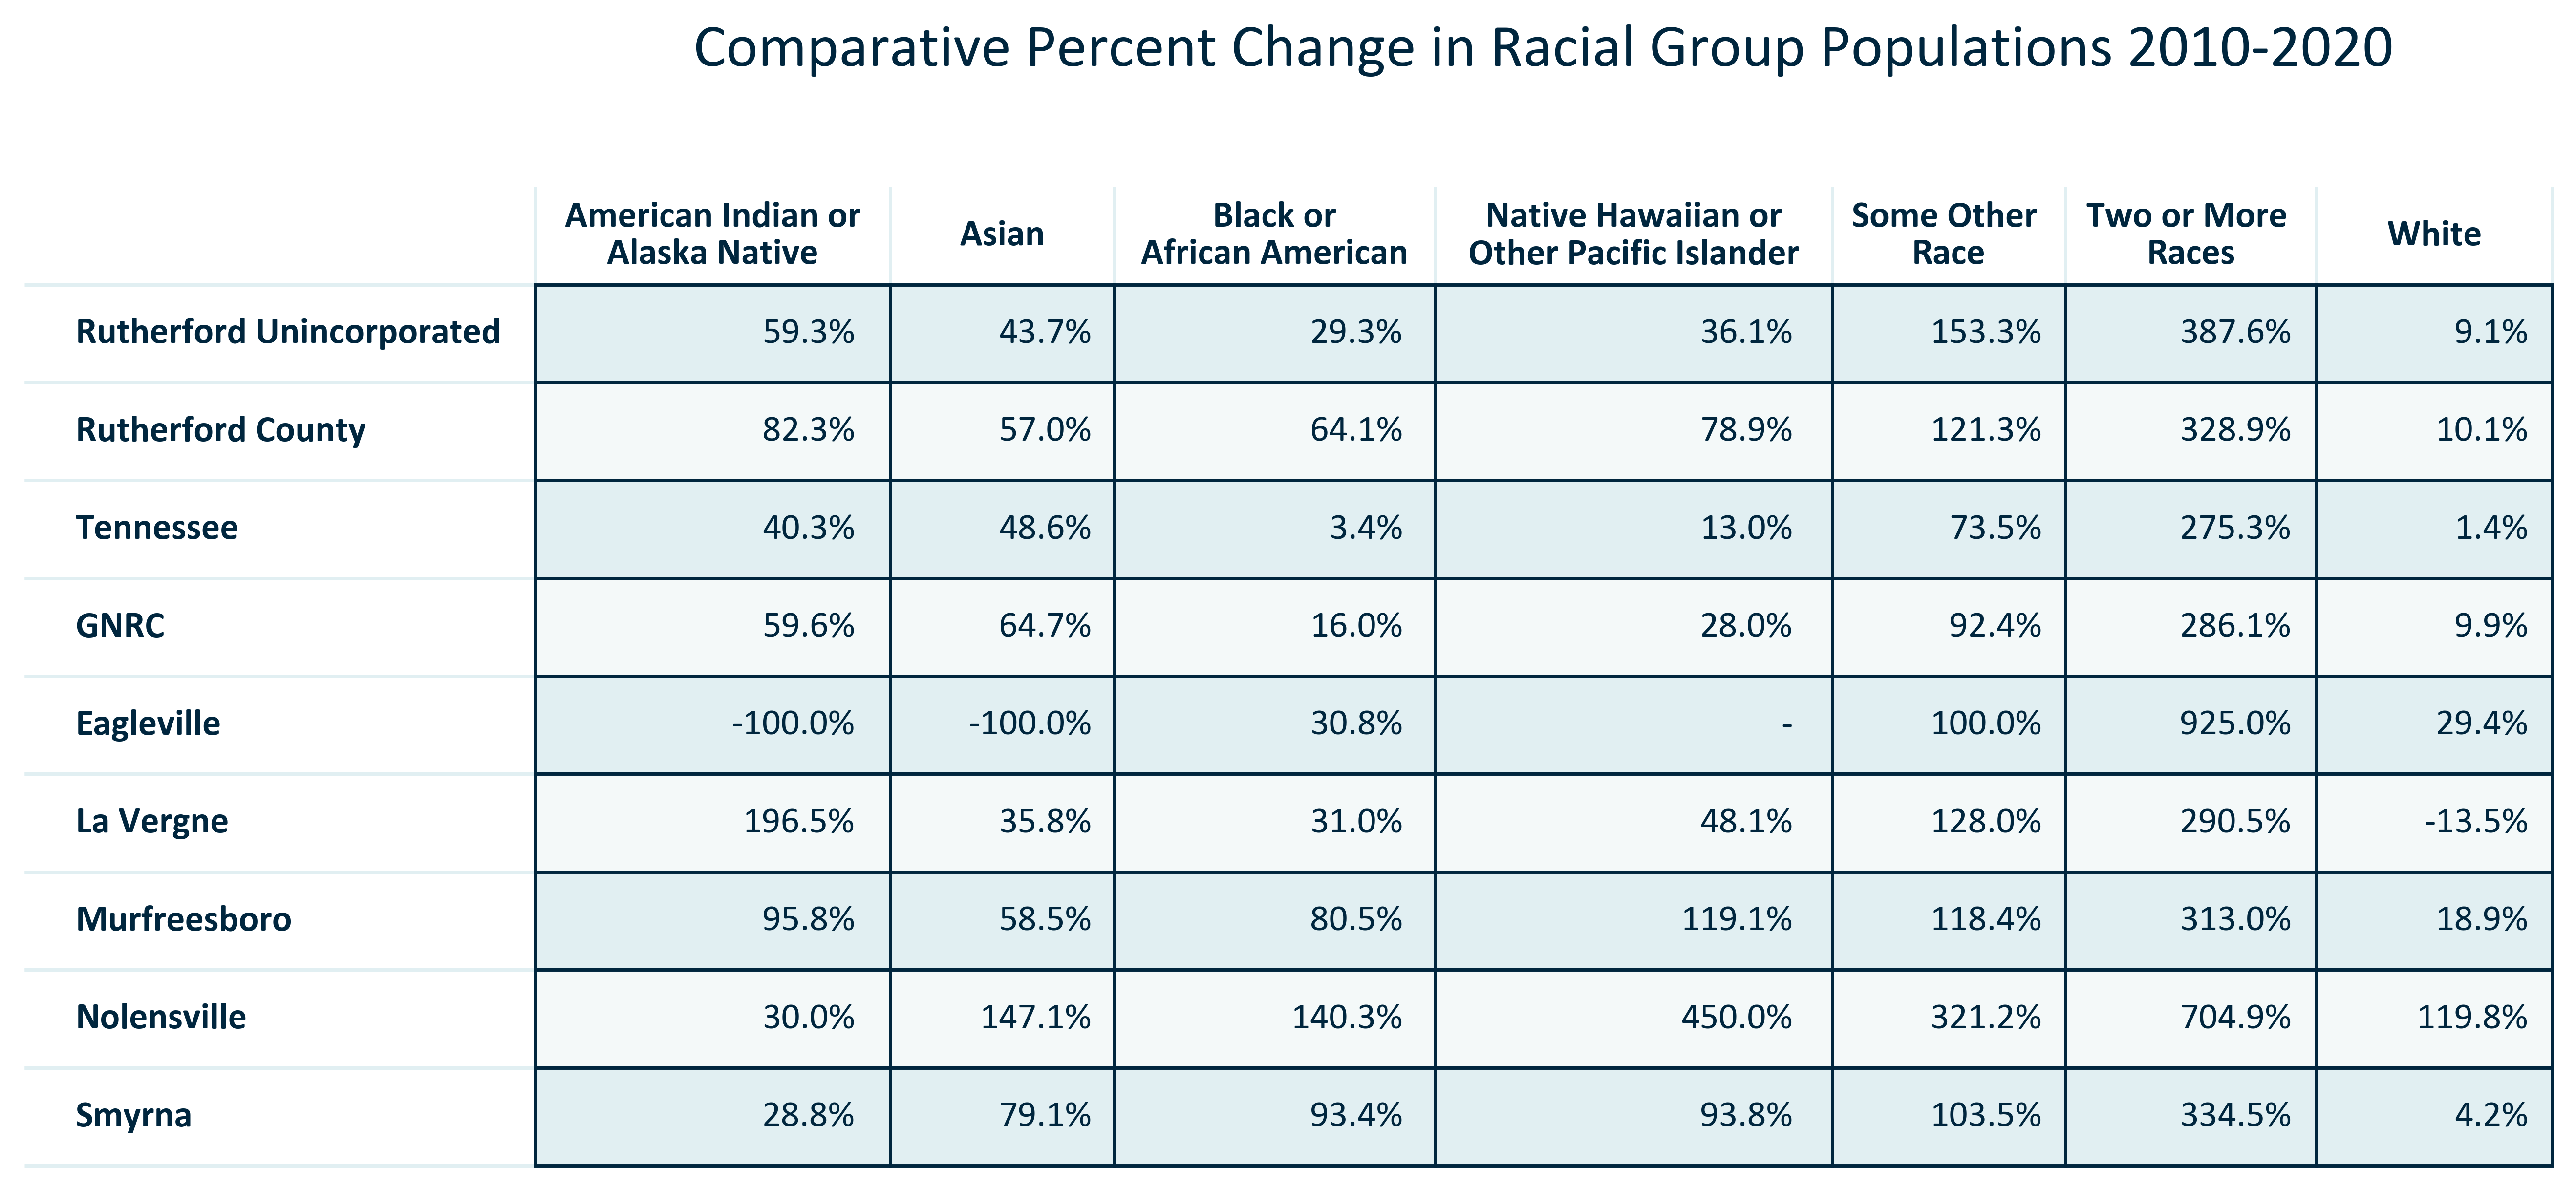 Comparative Percent Change in Racial Group Populations 2010-2020
American Indian or Alaska Native Asian Black or African American Native Hawaiian or Other Pacific Islander Some Other Race Two or More Races White
Rutherford Unincorporated 59.3% 43.7% 29.3% 36.1% 153.3% 387.6% 9.1%
Rutherford County 82.3% 57.0% 64.1% 78.9% 121.3% 328.9% 10.1%
Tennessee 40.3% 48.6% 3.4% 13.0% 73.5% 275.3% 1.4%
GNRC 59.6% 64.7% 16.0% 28.0% 92.4% 286.1% 9.9%
Eagleville -100.0% -100.0% 30.8% - 100.0% 925.0% 29.4%
La Vergne 196.5% 35.8% 31.0% 48.1% 128.0% 290.5% -13.5%
Murfreesboro 95.8% 58.5% 80.5% 119.1% 118.4% 313.0% 18.9%
Nolensville 30.0% 147.1% 140.3% 450.0% 321.2% 704.9% 119.8%
Smyrna 28.8% 79.1% 93.4% 93.8% 103.5% 334.5% 4.2%